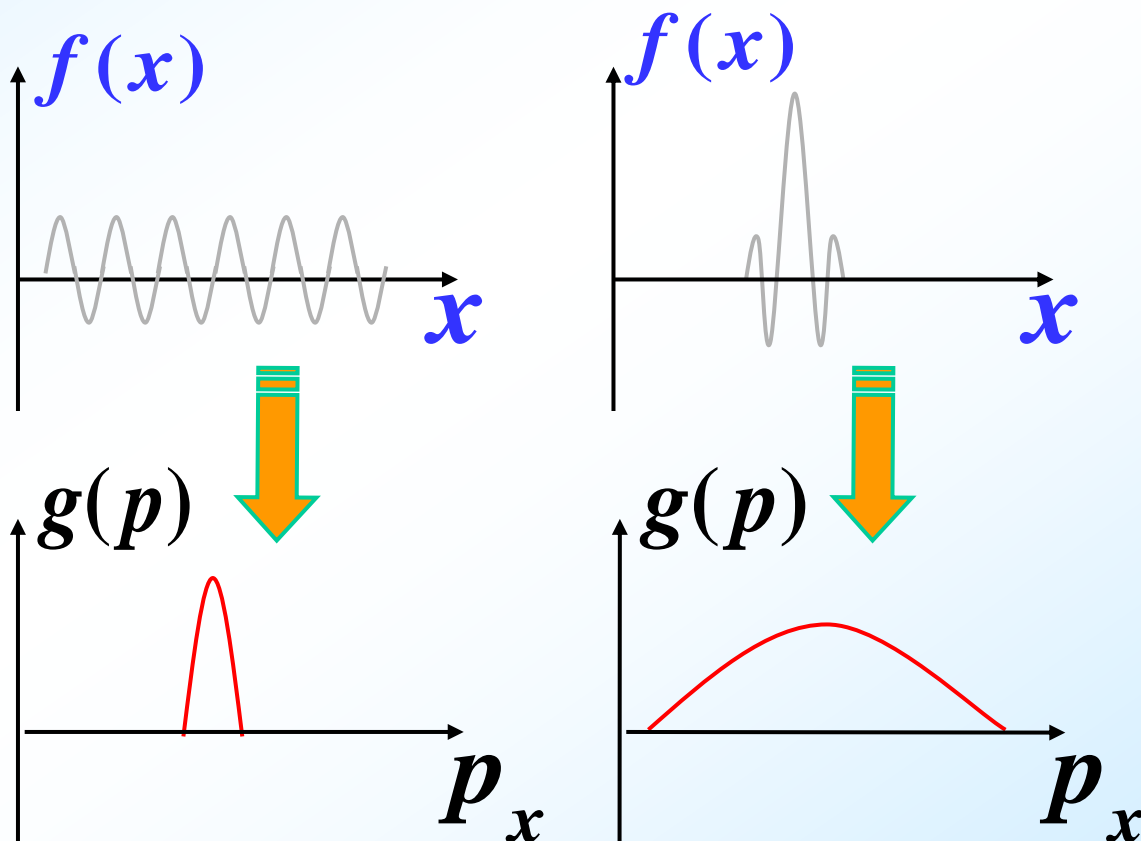 f(x) f(x)
x x
g(p) g(p)
p_x p_x